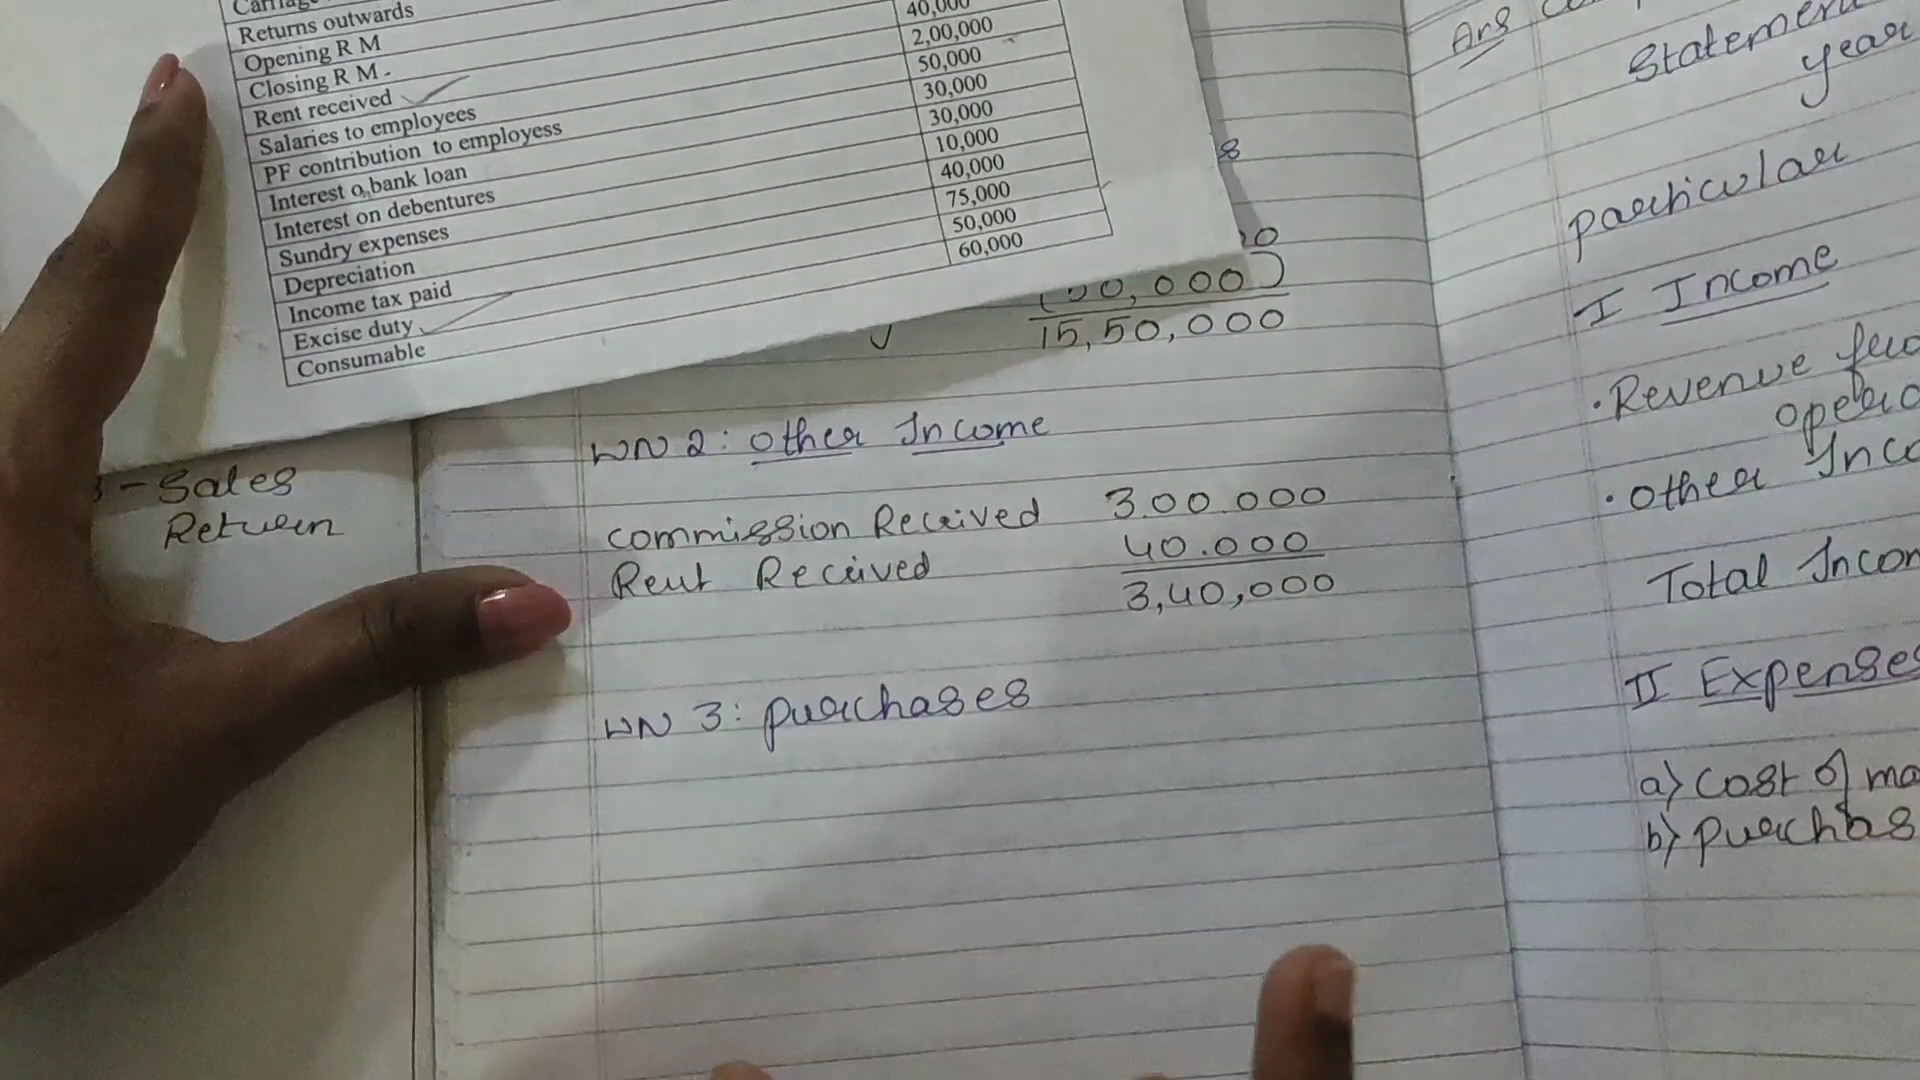 Returns outwards
Opening R M 40,000
Closing R M - 2,00,000
Rent received 50,000
Salaries to employees 30,000
PF contribution to employess 30,000
Interest o,bank loan 10,000
Interest on debentures 40,000
Sundry expenses 75,000
Depreciation 50,000
Income tax paid 60,000
Excise duty
Consumable
00,000)
15,50,000
WN 2: Other Income
Commission Received 3.00.000
Rent Received 40.000
3,40,000
WN 3: purchases
- Sales
Return
Ans
Statement
year
particular
I Income
• Revenue
• Other
Total
II Expenses
a) Cost of
b)